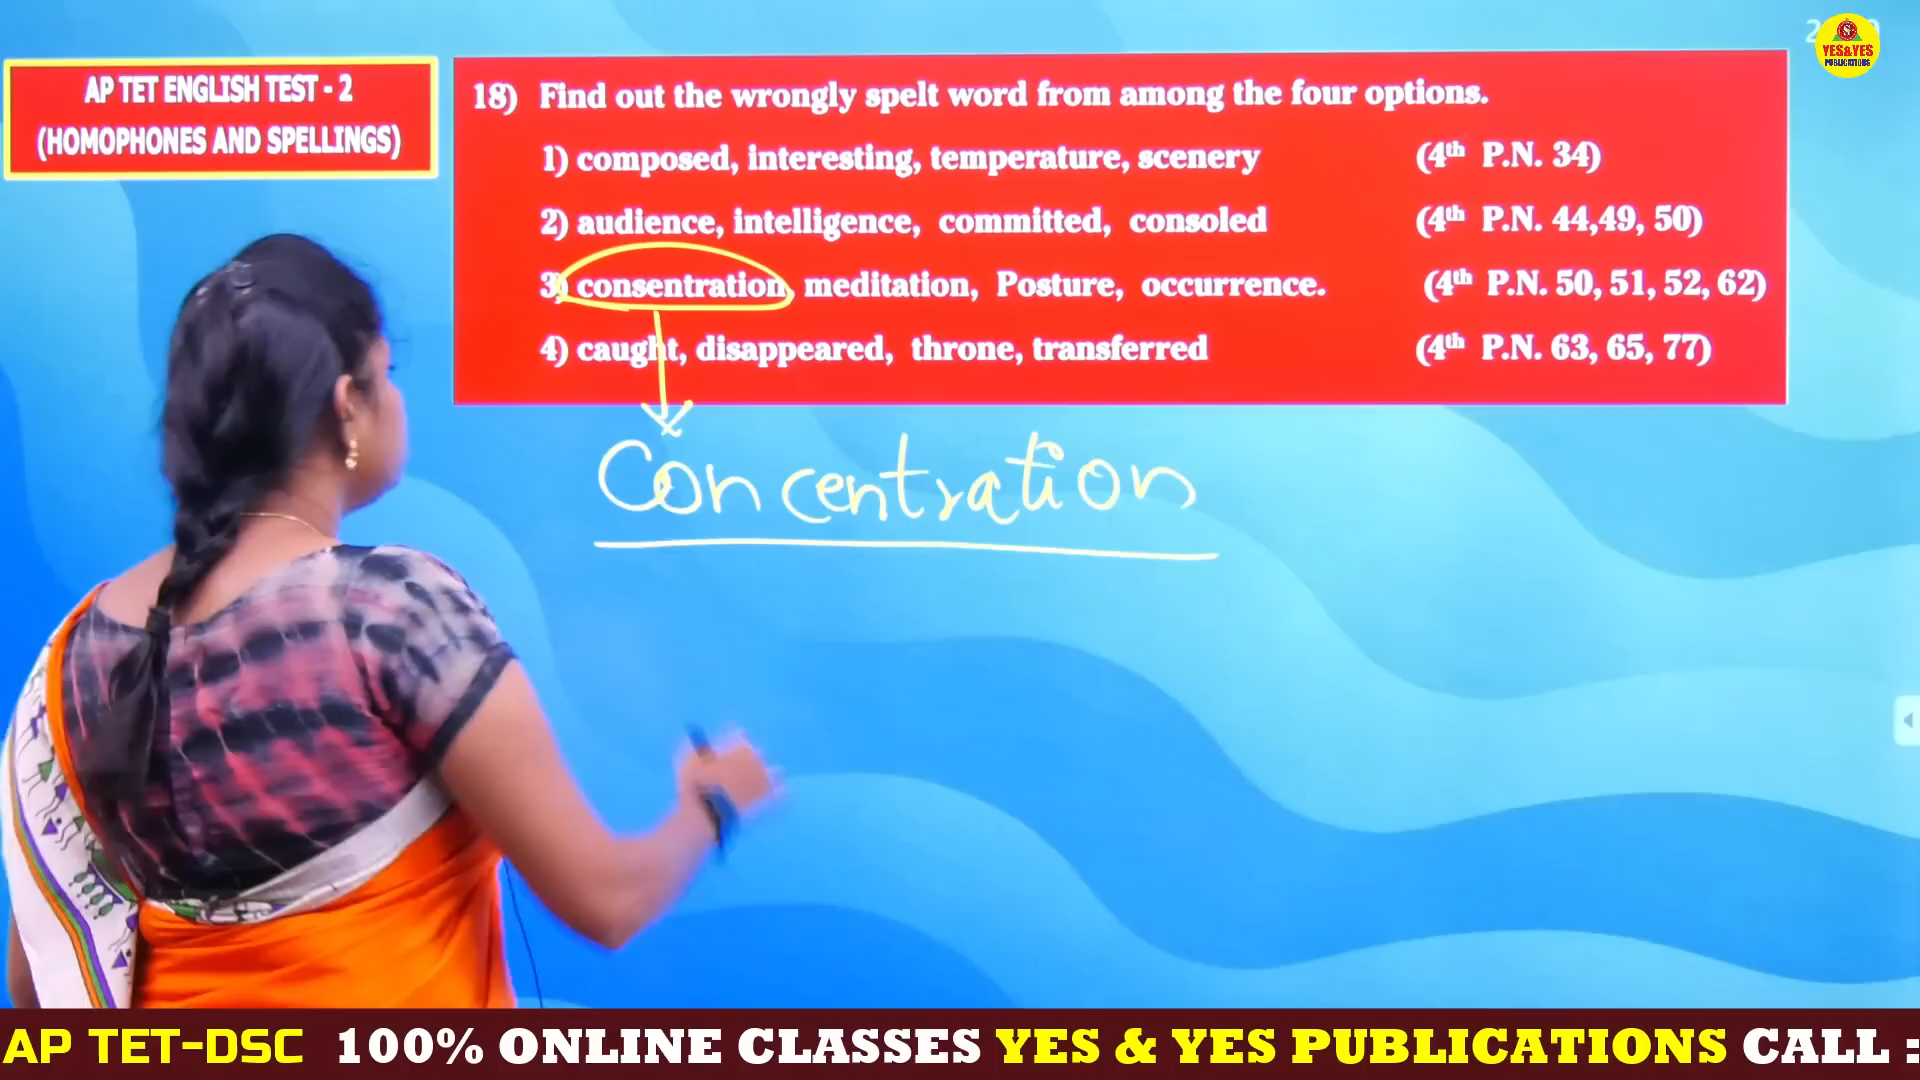 AP TET ENGLISH TEST - 2
(HOMOPHONES AND SPELLINGS)
YES&YES
PUBLICATIONS
18) Find out the wrongly spelt word from among the four options.
1) composed, interesting, temperature, scenery (4th P.N. 34)
2) audience, intelligence, committed, consoled (4th P.N. 44,49, 50)
3) consentration, meditation, Posture, occurrence. (4th P.N. 50, 51, 52, 62)
4) caught, disappeared, throne, transferred (4th P.N. 63, 65, 77)
Concentration
AP TET-DSC 100% ONLINE CLASSES YES & YES PUBLICATIONS CALL :